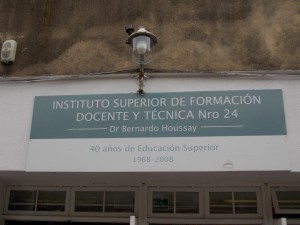 INSTITUTO SUPERIOR DE FORMACIÓN
DOCENTE Y TÉCNICA Nro 24
Dr Bernardo Houssay
40 años de Educación Superior
1968-2008